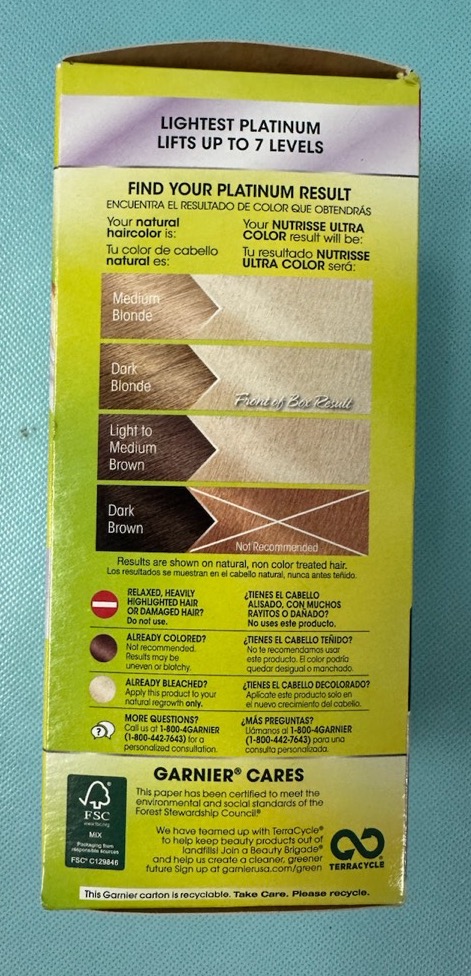 LIGHTEST PLATINUM
LIFTS UP TO 7 LEVELS
FIND YOUR PLATINUM RESULT
ENCUENTRA EL RESULTADO DE COLOR QUE OBTENDRÁS
Your natural
haircolor is:
Tu color de cabello
natural es:
Your NUTRISSE ULTRA
COLOR result will be:
Tu resultado NUTRISSE
ULTRA COLOR será:
Medium
Blonde
Dark
Blonde
Front of Box Result
Light to
Medium
Brown
Dark
Brown
Not Recommended
Results are shown on natural, non color treated hair.
Los resultados se muestran en el cabello natural, nunca antes teñido.
RELAXED, HEAVILY
HIGHLIGHTED HAIR
OR DAMAGED HAIR?
Do not use.
¿TIENES EL CABELLO
ALISADO, CON MUCHOS
RAYITOS O DAÑADO?
No uses este producto.
ALREADY COLORED?
Not recommended.
Results may be
uneven or blotchy.
¿TIENES EL CABELLO TEÑIDO?
No te recomendamos usar
este producto. El color podría
quedar desigual o manchado.
ALREADY BLEACHED?
Apply this product to your
natural regrowth only.
¿TIENES EL CABELLO DECOLORADO?
Aplícate este producto solo en
el nuevo crecimiento del cabello.
?
MORE QUESTIONS?
Call us at 1-800-4GARNIER
(1-800-442-7643) for a
personalized consultation.
¿MÁS PREGUNTAS?
Llámanos al 1-800-4GARNIER
(1-800-442-7643) para una
consulta personalizada.
GARNIER® CARES
This paper has been certified to meet the
environmental and social standards of the
Forest Stewardship Council®
FSC
www.fsc.org
MIX
Packaging from
responsible sources
FSC® C129846
We have teamed up with TerraCycle®
to help keep beauty products out of
landfills! Join a Beauty Brigade®
and help us create a cleaner, greener
future Sign up at garnierusa.com/green
TERRACYCLE
This Garnier carton is recyclable. Take Care. Please recycle.